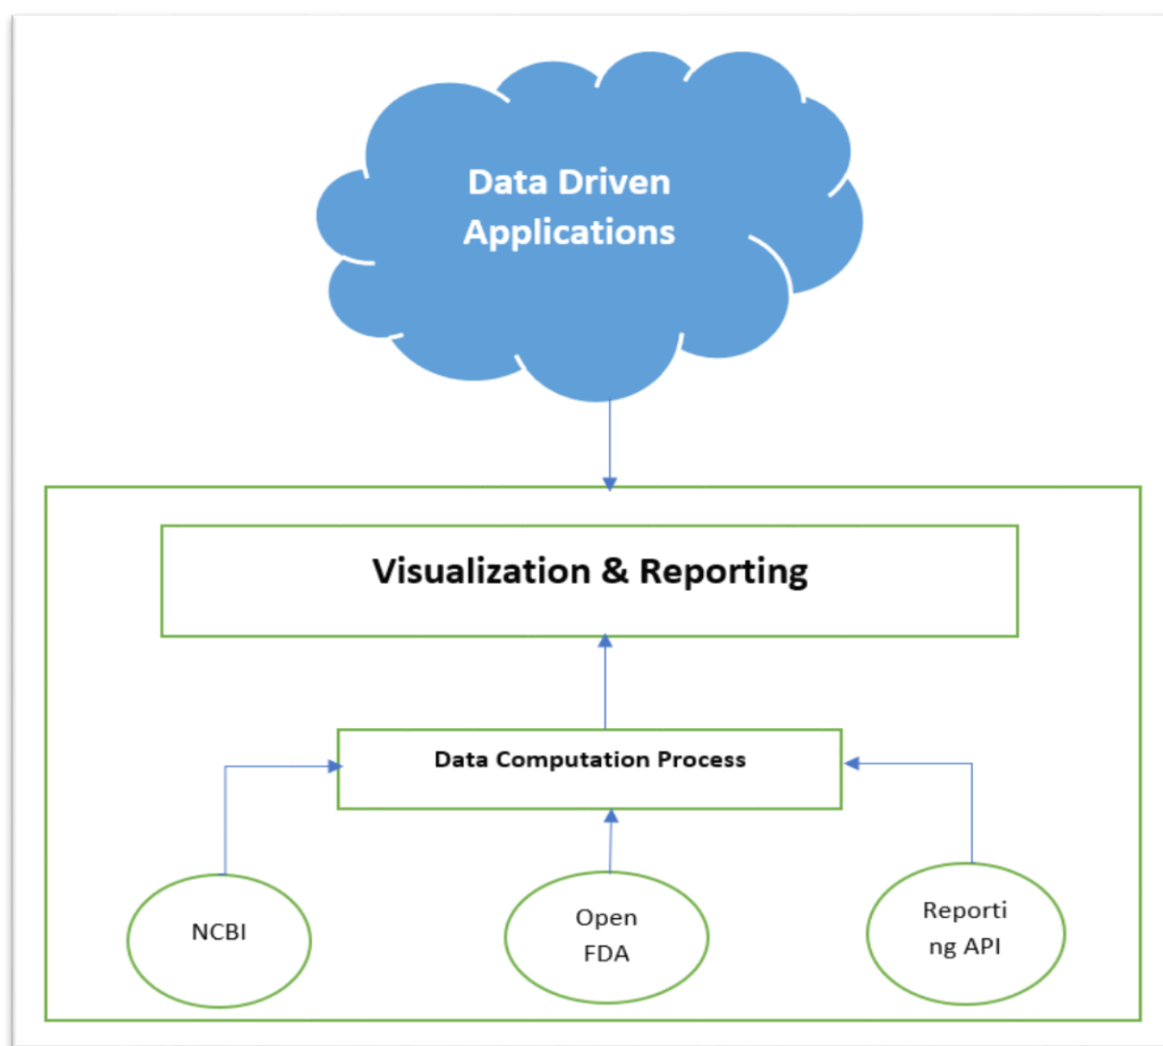 Data Driven
Applications
Visualization & Reporting
Data Computation Process
NCBI
Open
FDA
Reporti
ng API